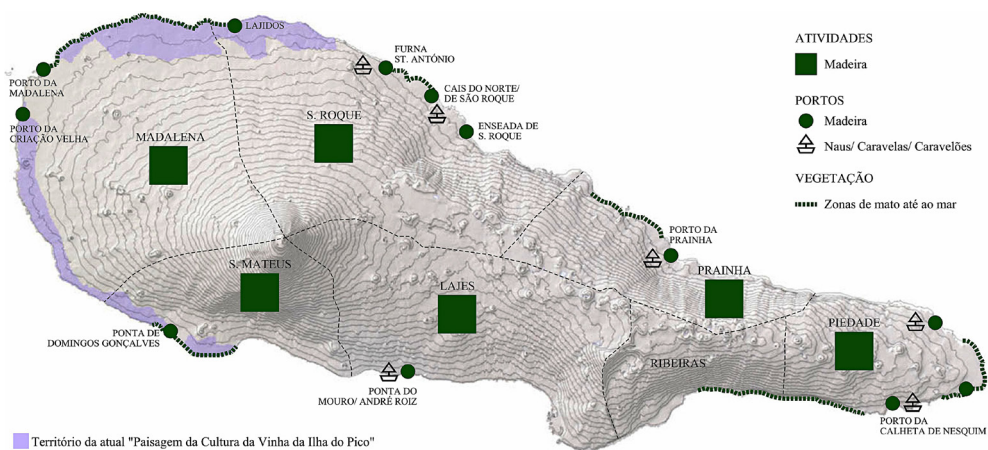 LAJIDOS
FURNA
ST. ANTÓNIO
PORTO DA
MADALENA
CAIS DO NORTE/
DE SÃO ROQUE
PORTO DA
CRIAÇÃO VELHA
ENSEADA DE
S. ROQUE
MADALENA
S. ROQUE
S. MATEUS
LAJES
PORTO DA
PRAINHA
PRAINHA
PIEDADE
RIBEIRAS
PONTA DE
DOMINGOS GONÇALVES
PONTA DO
MOURO/ ANDRÉ ROIZ
PORTO DA
CALHETA DE NESQUIM
ATIVIDADES
Madeira
PORTOS
Madeira
Naus/ Caravelas/ Caravelões
VEGETAÇÃO
Zonas de mato até ao mar
Território da atual "Paisagem da Cultura da Vinha da Ilha do Pico"